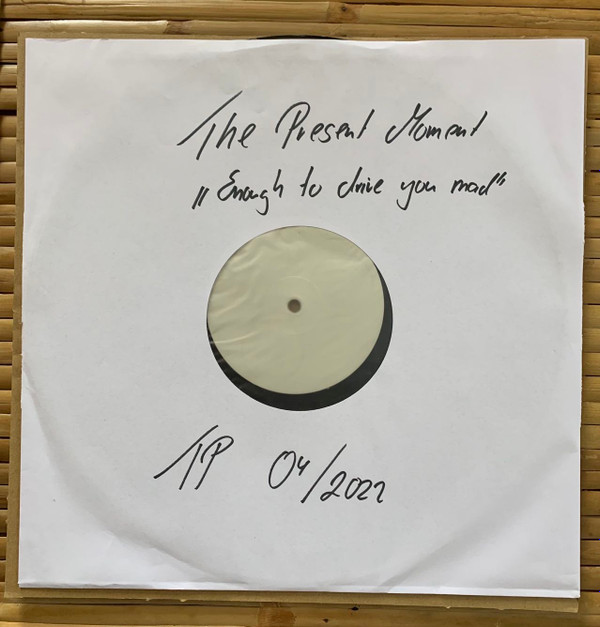 The Present Moment
„Enough to drive you mad"
TP 04/2022